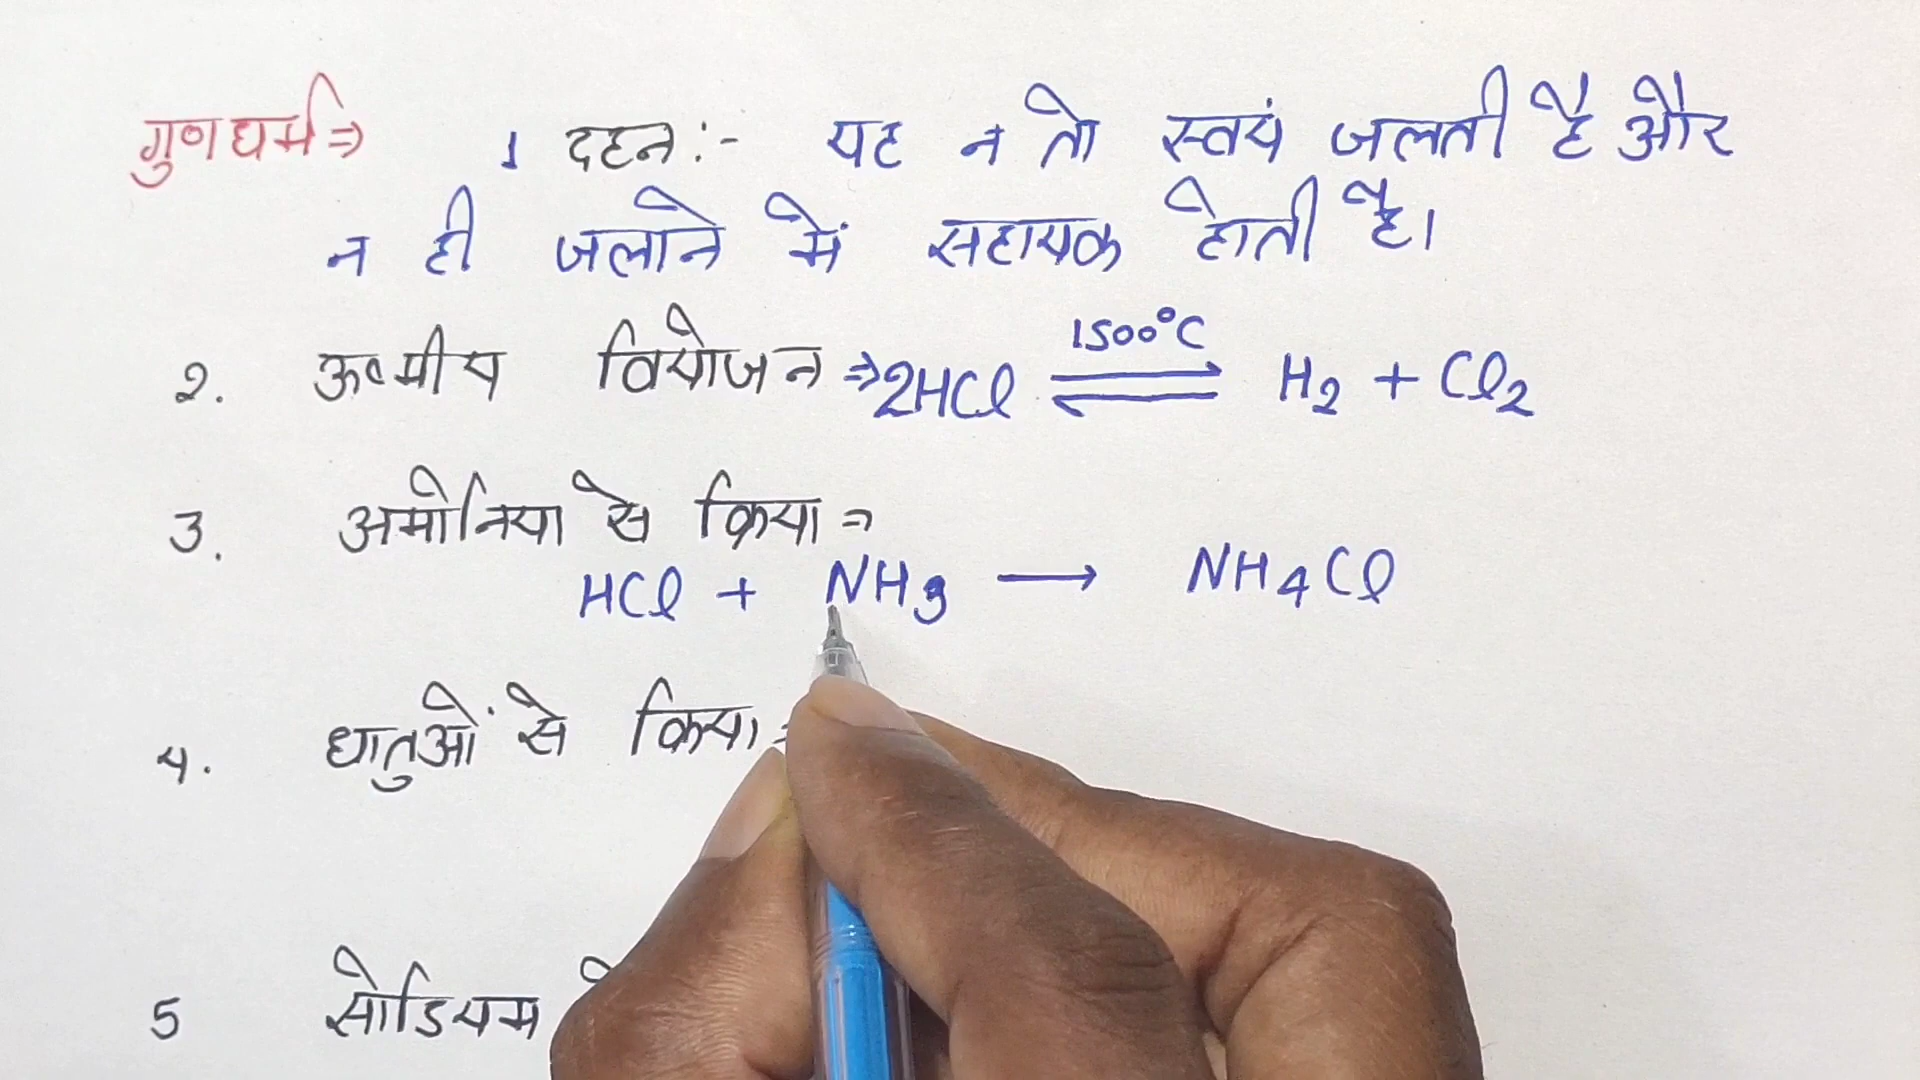 गुणधर्म ⇒ 1 दहन :- यह न तो स्वयं जलती है और
न ही जलाने में सहायक होती है।
2. ऊष्मीय वियोजन ⇒ 2HCl ⇌ 1500°C H2 + Cl2
3. अमोनिया से क्रिया =
HCl + NH3 ⟶ NH4Cl
4. धातुओं से क्रिया
5 सोडियम